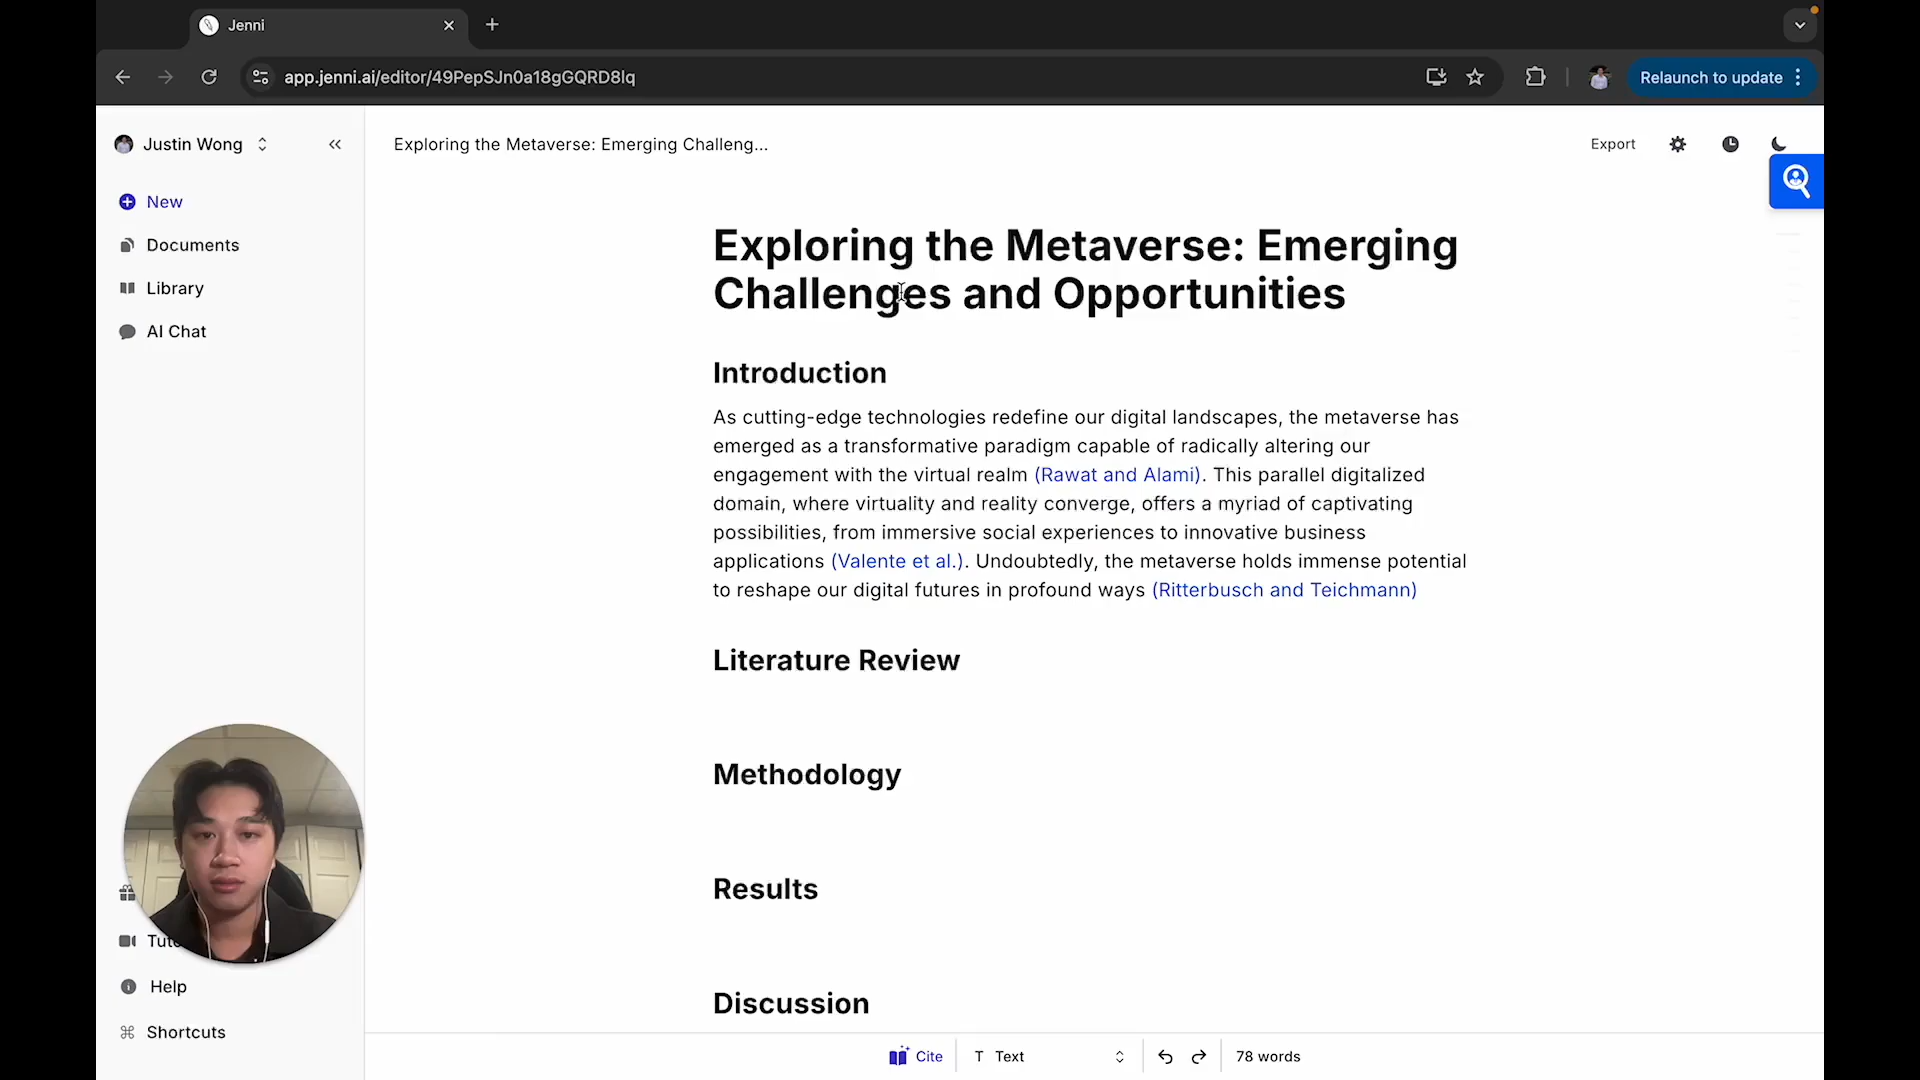 Jenni
app.jenni.ai/editor/49PepSJn0a18gGQRD8lq
Relaunch to update
Justin Wong
Exploring the Metaverse: Emerging Challeng...
Export
New
Documents
Library
AI Chat
Exploring the Metaverse: Emerging
Challenges and Opportunities
Introduction
As cutting-edge technologies redefine our digital landscapes, the metaverse has
emerged as a transformative paradigm capable of radically altering our
engagement with the virtual realm (Rawat and Alami). This parallel digitalized
domain, where virtuality and reality converge, offers a myriad of captivating
possibilities, from immersive social experiences to innovative business
applications (Valente et al.). Undoubtedly, the metaverse holds immense potential
to reshape our digital futures in profound ways (Ritterbusch and Teichmann)
Literature Review
Methodology
Results
Discussion
Help
Shortcuts
Cite
T Text
78 words